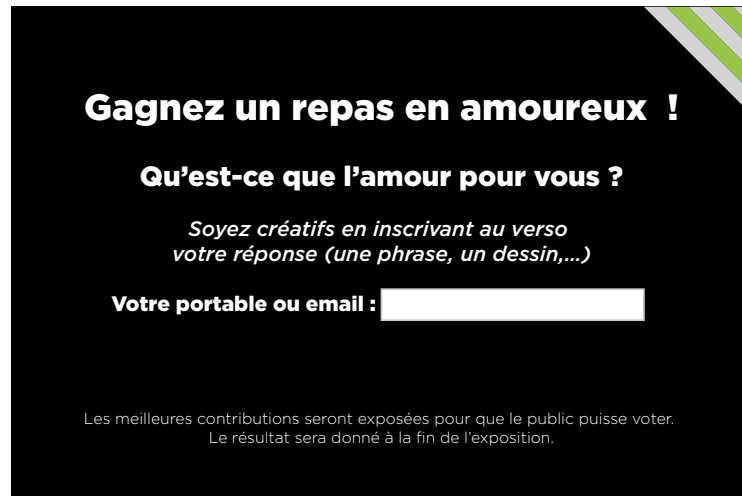 Gagnez un repas en amoureux  !
Qu’est-ce que l’amour pour vous ?
Soyez créatifs en inscrivant au verso
votre réponse (une phrase, un dessin,...)
Votre portable ou email :
Les meilleures contributions seront exposées pour que le public puisse voter.
Le résultat sera donné à la fin de l’exposition.